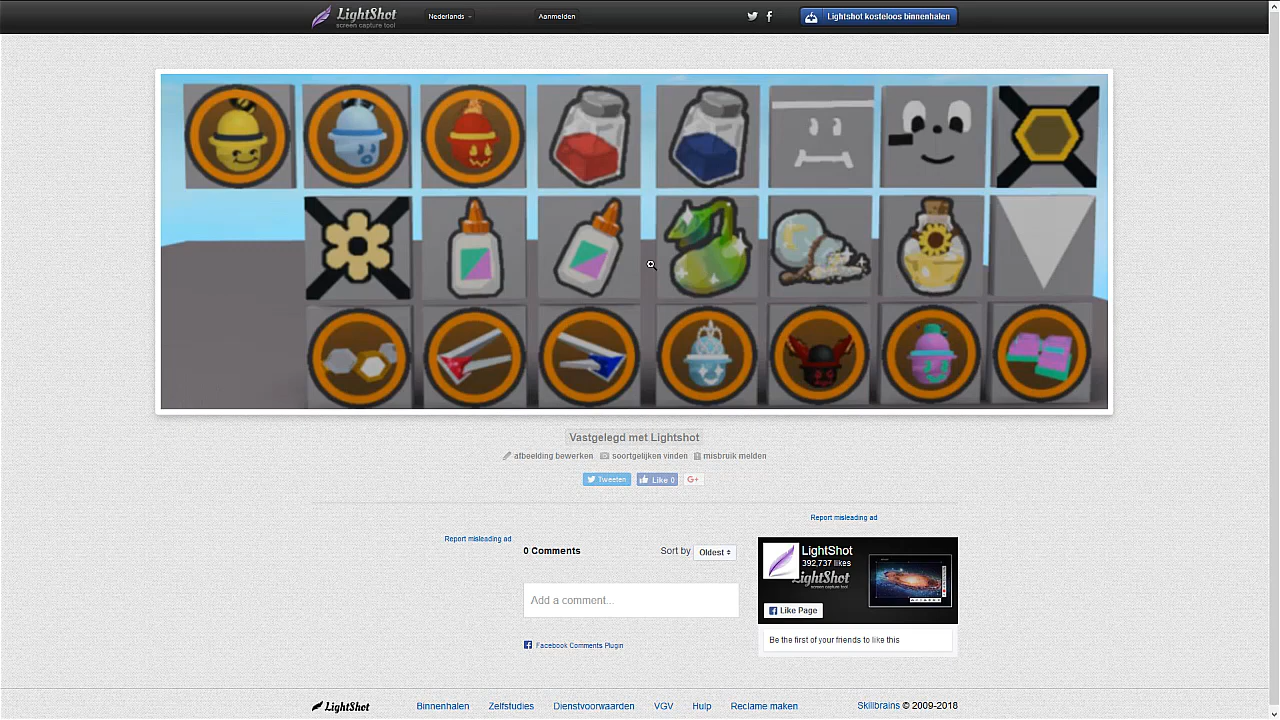 LightShot
screen capture tool
Nederlands
Aanmelden
Lightshot kosteloos binnenhalen
Vastgelegd met Lightshot
afbeelding bewerken
soortgelijken vinden
misbruik melden
Tweeten
Like 0
G+
Report misleading ad
Report misleading ad
0 Comments
Sort by
Oldest
Add a comment...
Facebook Comments Plugin
LightShot
392,737 likes
LightShot
screen capture tool
Like Page
Be the first of your friends to like this
LightShot
Binnenhalen
Zelfstudies
Dienstvoorwaarden
VGV
Hulp
Reclame maken
Skillbrains © 2009-2018